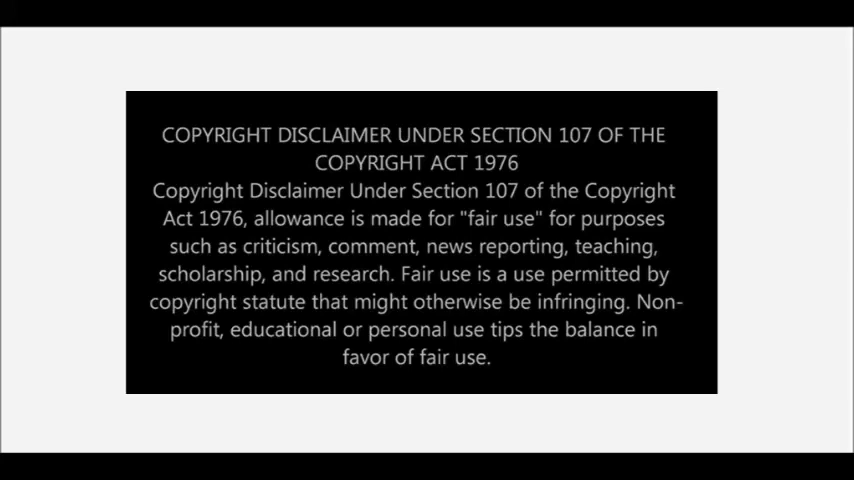 COPYRIGHT DISCLAIMER UNDER SECTION 107 OF THE
COPYRIGHT ACT 1976
Copyright Disclaimer Under Section 107 of the Copyright
Act 1976, allowance is made for "fair use" for purposes
such as criticism, comment, news reporting, teaching,
scholarship, and research. Fair use is a use permitted by
copyright statute that might otherwise be infringing. Non-
profit, educational or personal use tips the balance in
favor of fair use.